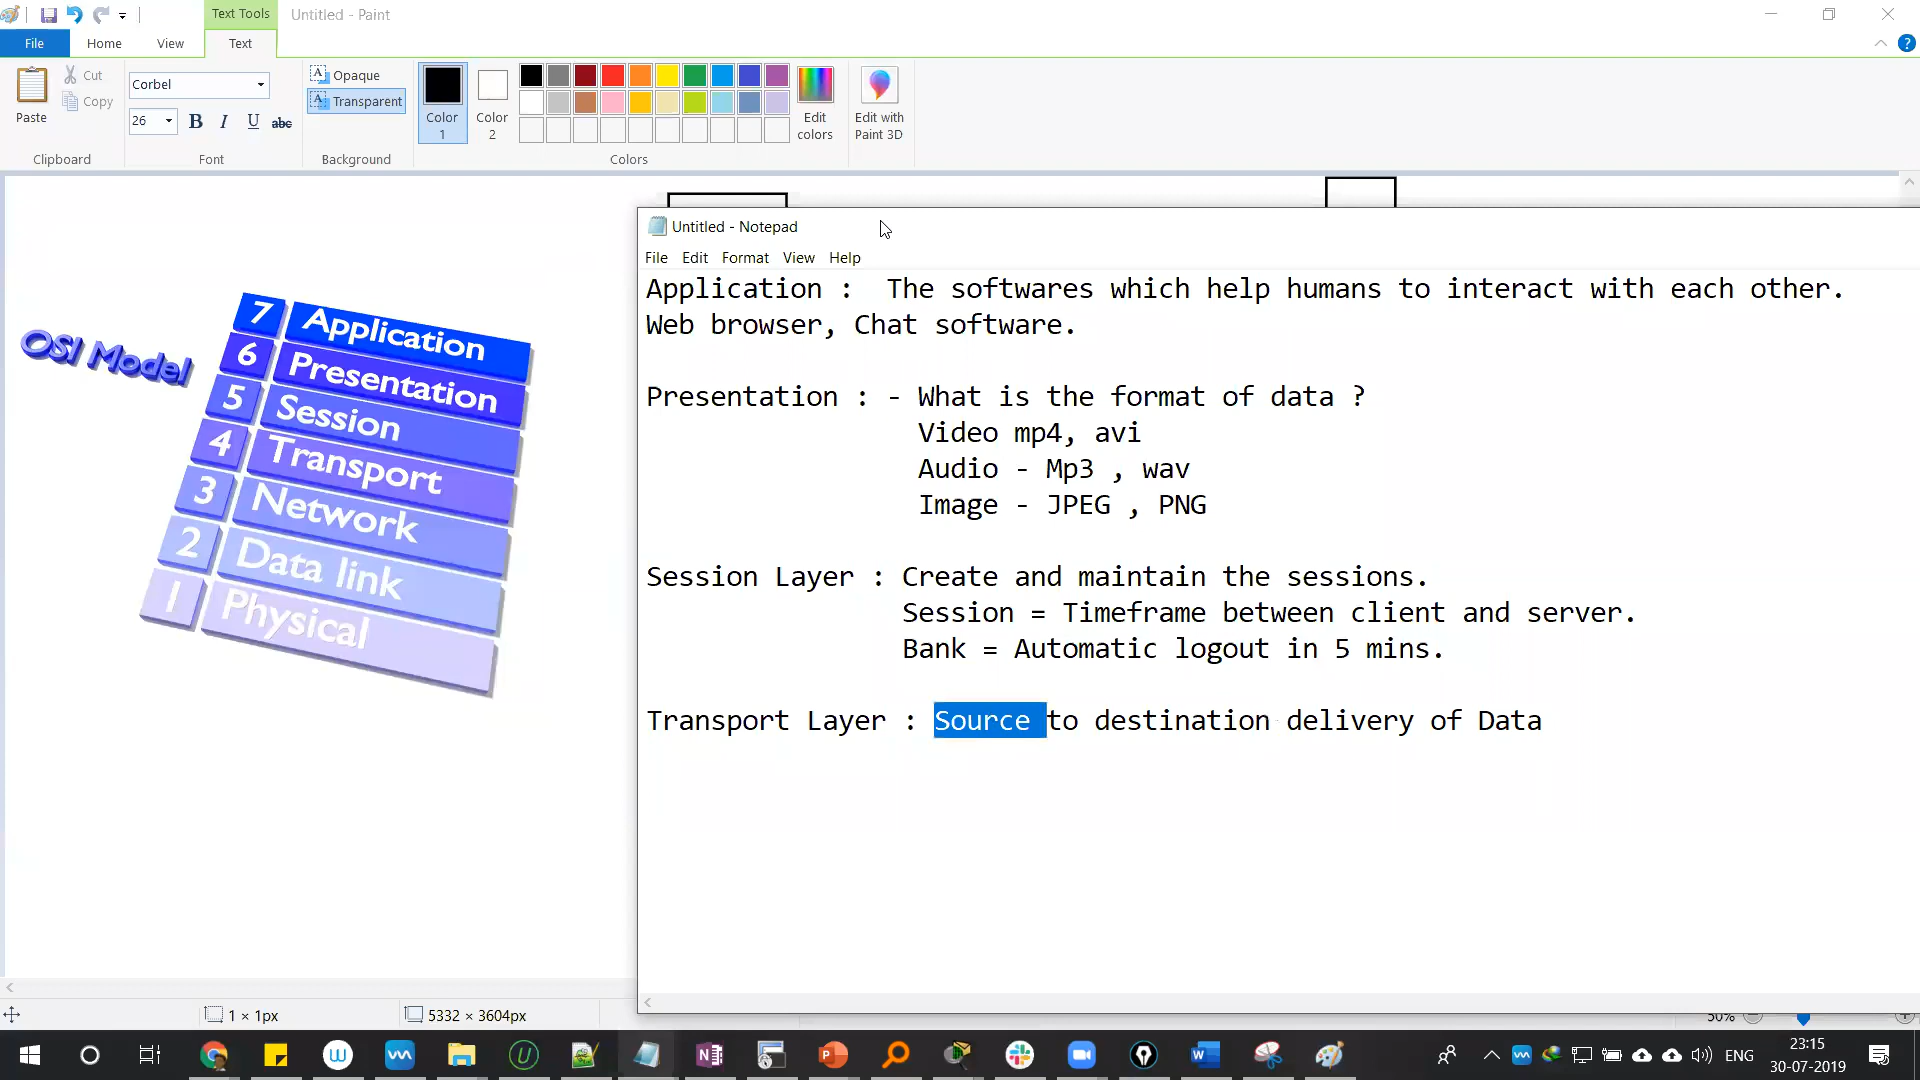 Text Tools
Untitled - Paint
File
Home
View
Text
Paste
Cut
Copy
Clipboard
Corbel
26
B I U abc
Font
Opaque
Transparent
Background
Color 1
Color 2
Colors
Edit colors
Edit with Paint 3D
OSI Model
7 Application
6 Presentation
5 Session
4 Transport
3 Network
2 Data link
1 Physical
Untitled - Notepad
File Edit Format View Help
Application :  The softwares which help humans to interact with each other.
Web browser, Chat software.
Presentation : - What is the format of data ?
Video mp4, avi
Audio - Mp3 , wav
Image - JPEG , PNG
Session Layer : Create and maintain the sessions.
Session = Timeframe between client and server.
Bank = Automatic logout in 5 mins.
Transport Layer : Source to destination delivery of Data
1 × 1px
5332 × 3604px
50%
ENG
23:15
30-07-2019